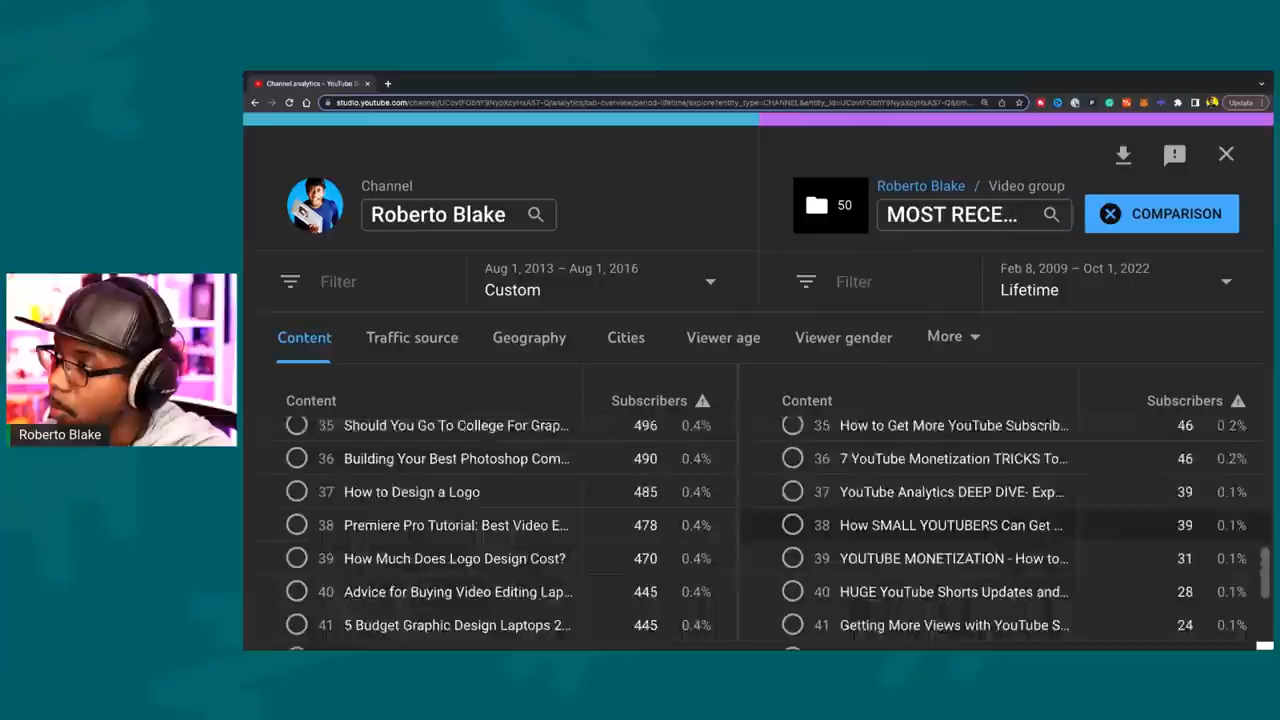 Channel analytics - YouTube S
Update
Channel
Roberto Blake
Roberto Blake / Video group
50
MOST RECE...
COMPARISON
Filter
Aug 1, 2013 – Aug 1, 2016
Custom
Filter
Feb 8, 2009 – Oct 1, 2022
Lifetime
Content
Traffic source
Geography
Cities
Viewer age
Viewer gender
More
Content Subscribers
35 Should You Go To College For Grap... 496 0.4%
36 Building Your Best Photoshop Com... 490 0.4%
37 How to Design a Logo 485 0.4%
38 Premiere Pro Tutorial: Best Video E... 478 0.4%
39 How Much Does Logo Design Cost? 470 0.4%
40 Advice for Buying Video Editing Lap... 445 0.4%
41 5 Budget Graphic Design Laptops 2... 445 0.4%
Content Subscribers
35 How to Get More YouTube Subscrib... 46 0.2%
36 7 YouTube Monetization TRICKS To... 46 0.2%
37 YouTube Analytics DEEP DIVE- Exp... 39 0.1%
38 How SMALL YOUTUBERS Can Get ... 39 0.1%
39 YOUTUBE MONETIZATION - How to... 31 0.1%
40 HUGE YouTube Shorts Updates and... 28 0.1%
41 Getting More Views with YouTube S... 24 0.1%
Roberto Blake